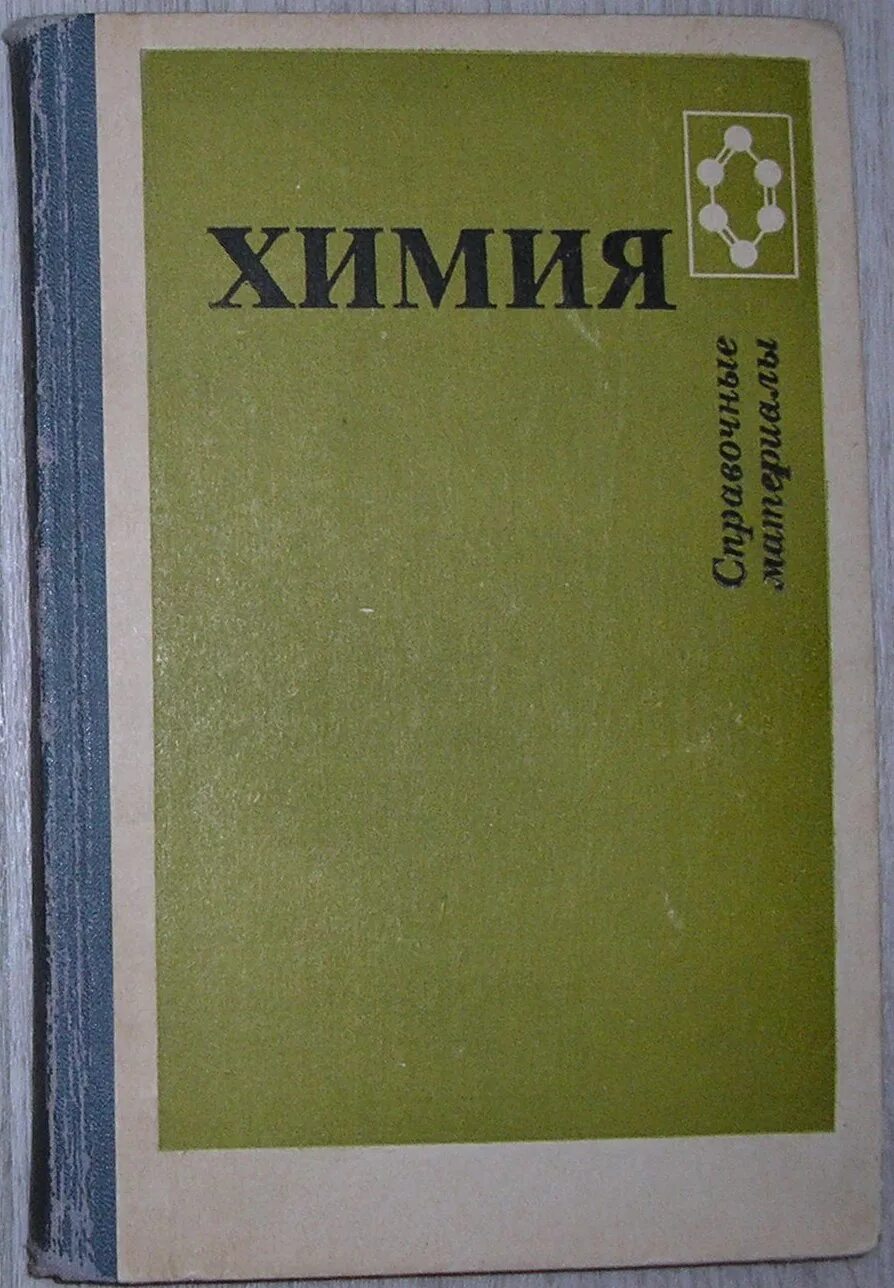 ХИМИЯ
Справочные
материалы